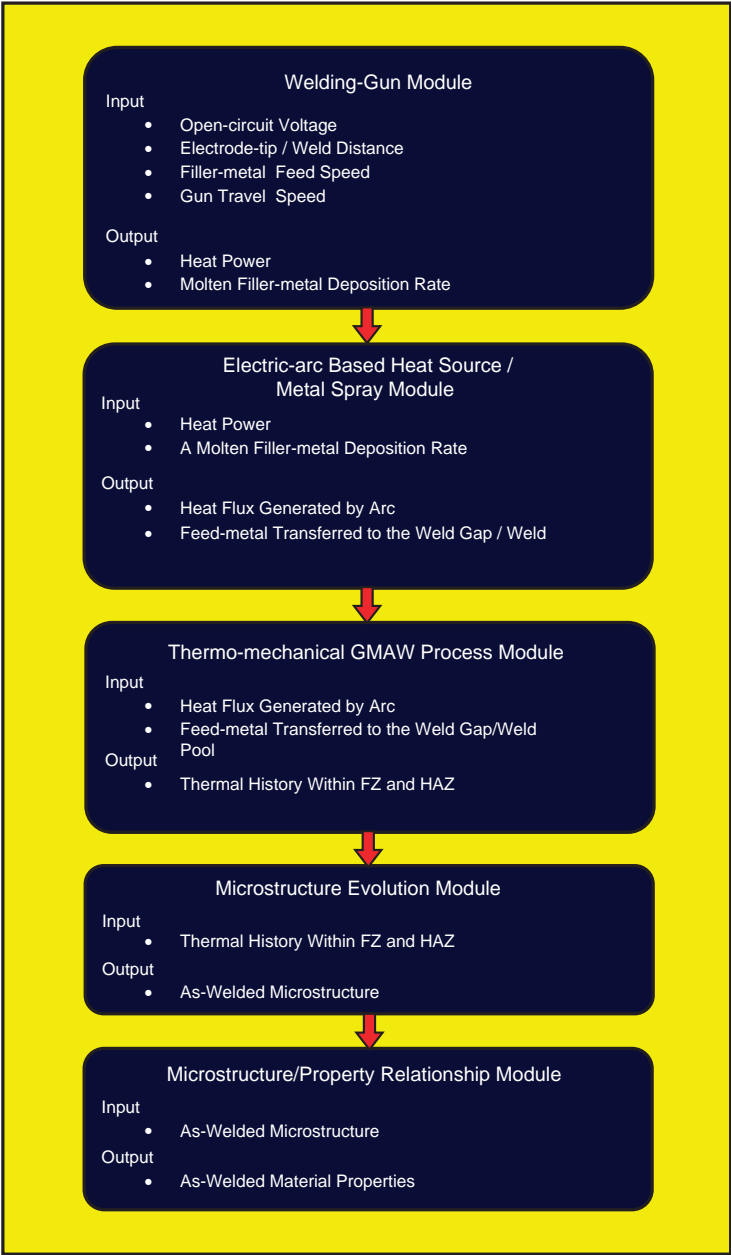 Welding-Gun Module
Input
• Open-circuit Voltage
• Electrode-tip / Weld Distance
• Filler-metal Feed Speed
• Gun Travel Speed
Output
• Heat Power
• Molten Filler-metal Deposition Rate
Electric-arc Based Heat Source /
Metal Spray Module
Input
• Heat Power
• A Molten Filler-metal Deposition Rate
Output
• Heat Flux Generated by Arc
• Feed-metal Transferred to the Weld Gap / Weld
Thermo-mechanical GMAW Process Module
Input
• Heat Flux Generated by Arc
• Feed-metal Transferred to the Weld Gap/Weld
Pool
Output
• Thermal History Within FZ and HAZ
Microstructure Evolution Module
Input
• Thermal History Within FZ and HAZ
Output
• As-Welded Microstructure
Microstructure/Property Relationship Module
Input
• As-Welded Microstructure
Output
• As-Welded Material Properties